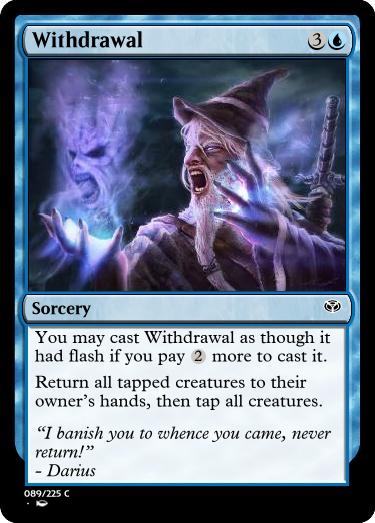 Withdrawal 3
Sorcery
You may cast Withdrawal as though it
had flash if you pay 2 more to cast it.
Return all tapped creatures to their
owner's hands, then tap all creatures.
“I banish you to whence you came, never
return!”
- Darius
089/225 C